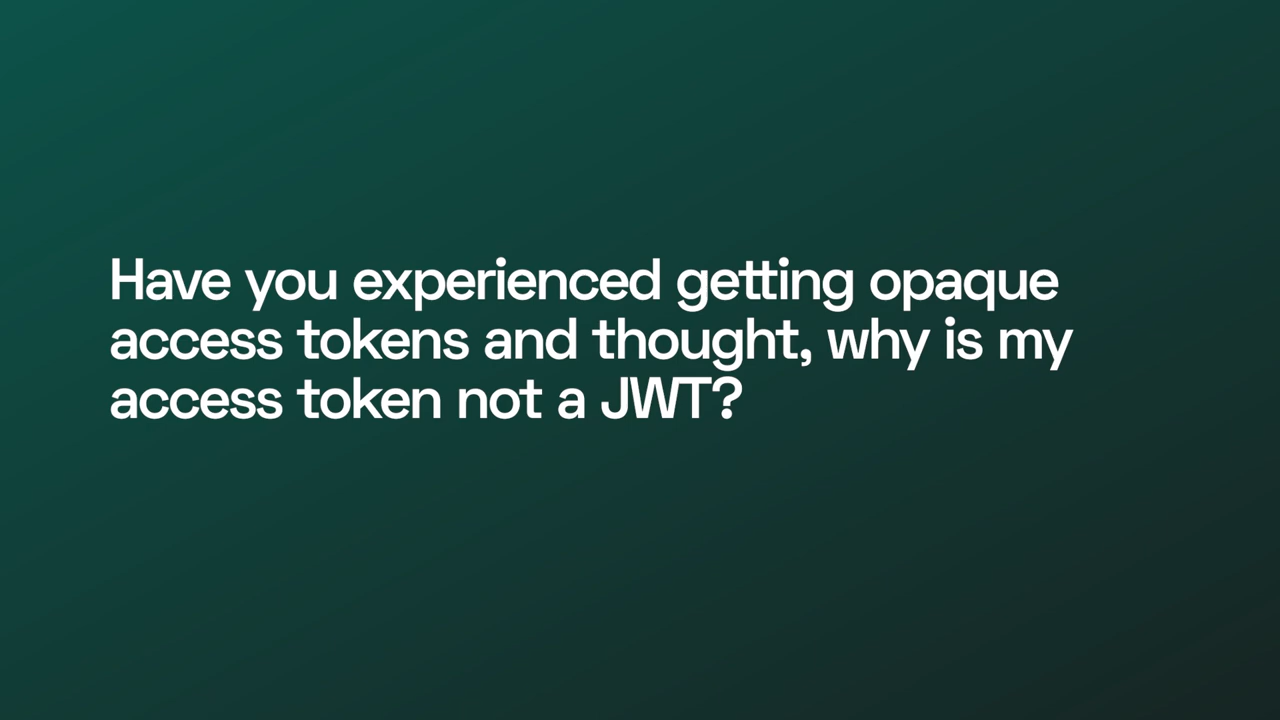 Have you experienced getting opaque
access tokens and thought, why is my
access token not a JWT?